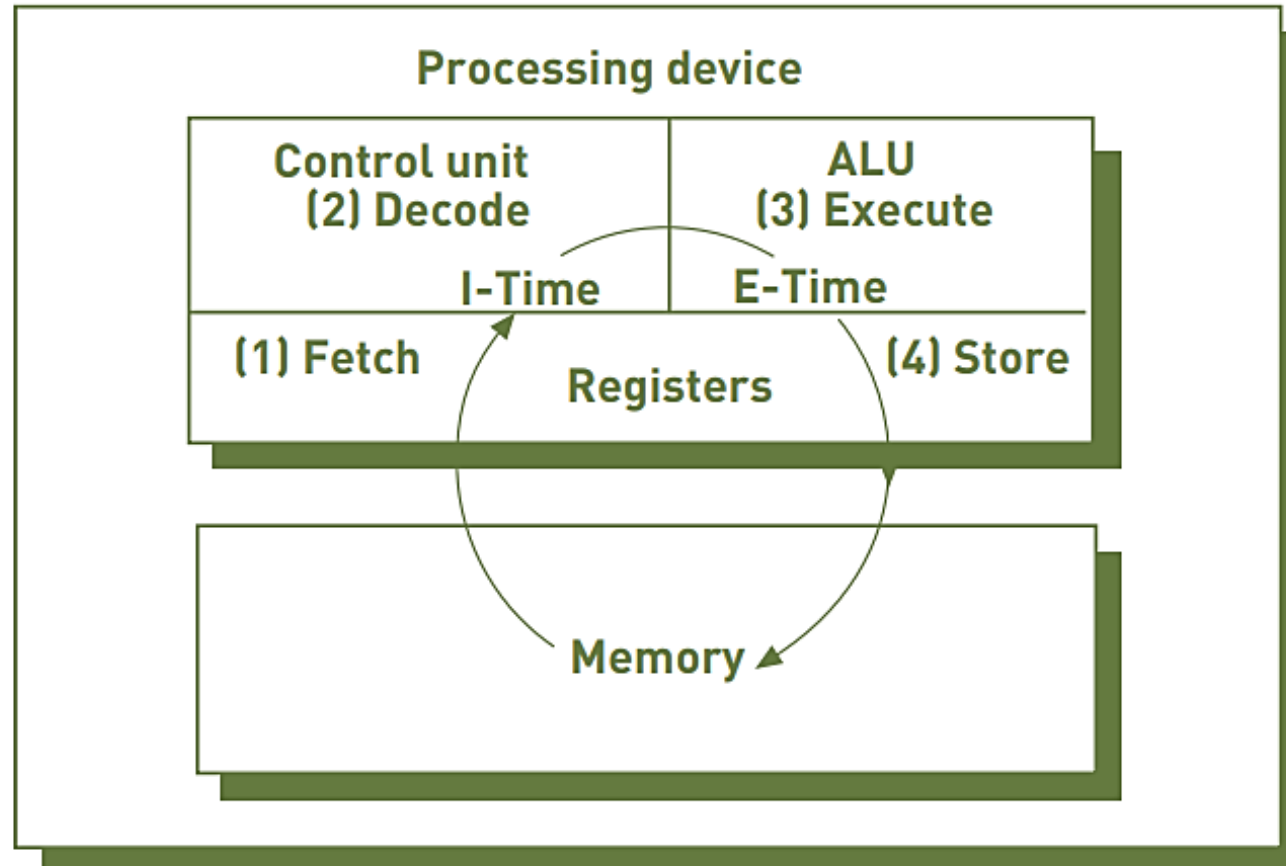 Processing device
Control unit
(2) Decode
ALU
(3) Execute
I-Time
E-Time
(1) Fetch
Registers
(4) Store
Memory